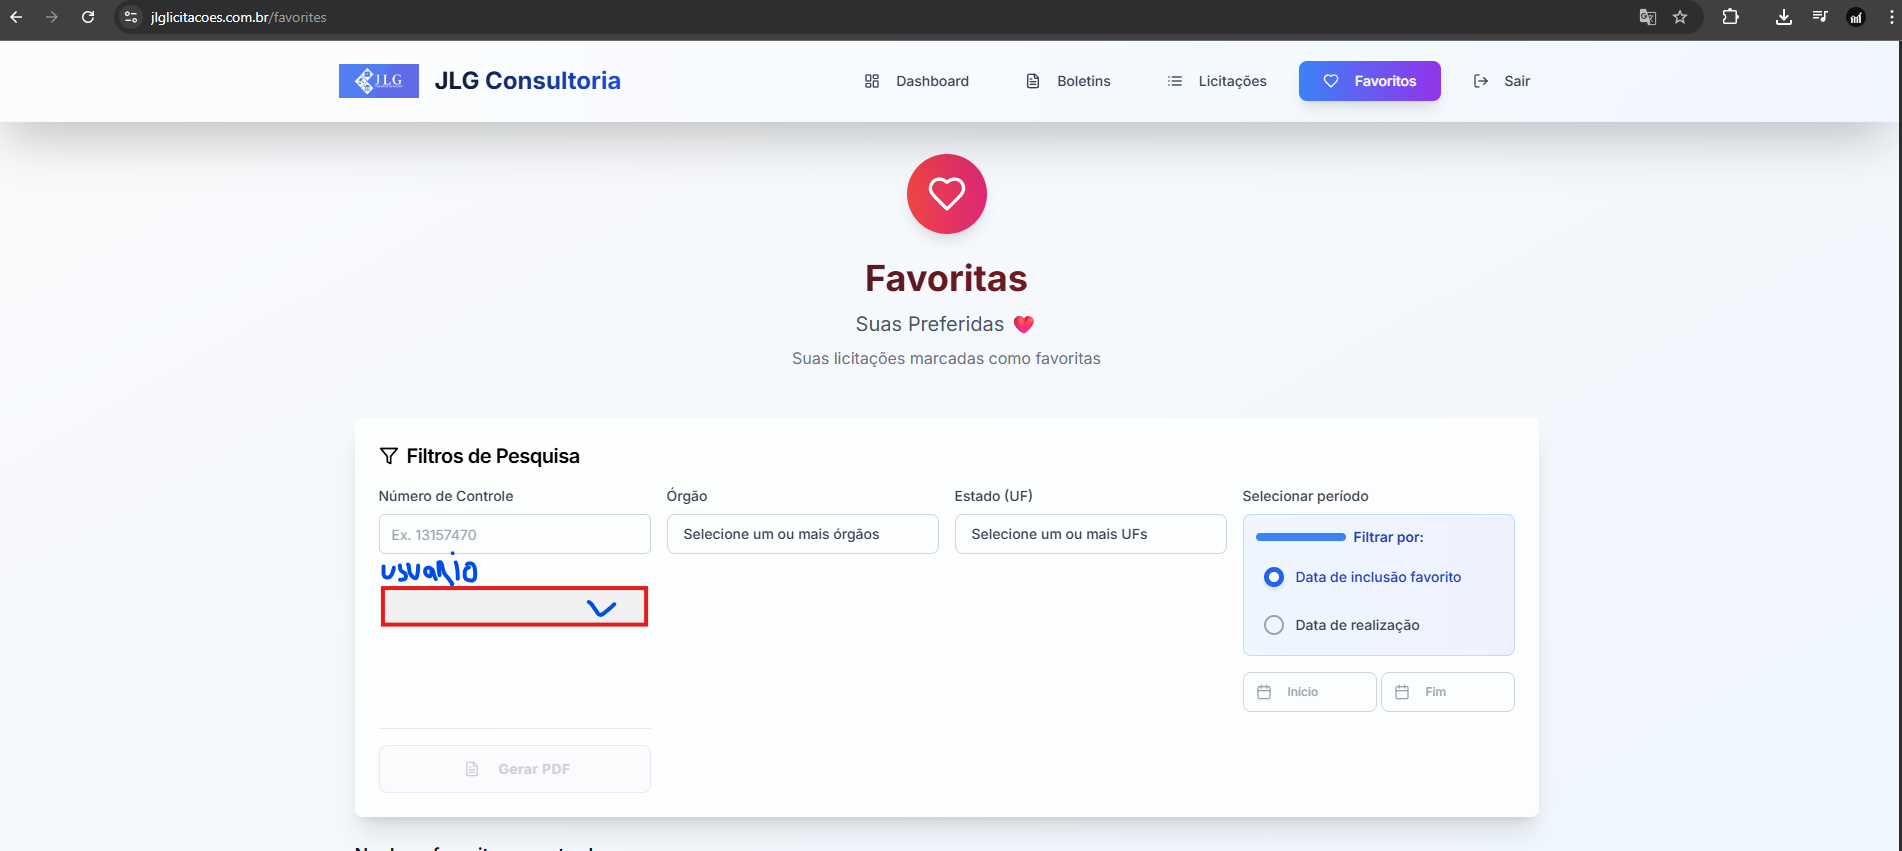 jlglicitacoes.com.br/favorites
JLG
JLG Consultoria
Dashboard
Boletins
Licitações
Favoritos
Sair
Favoritas
Suas Preferidas
Suas licitações marcadas como favoritas
Filtros de Pesquisa
Número de Controle
Órgão
Estado (UF)
Selecionar período
Ex. 13157470
Selecione um ou mais órgãos
Selecione um ou mais UFs
Filtrar por:
usuario
Data de inclusão favorito
Data de realização
Início
Fim
Gerar PDF